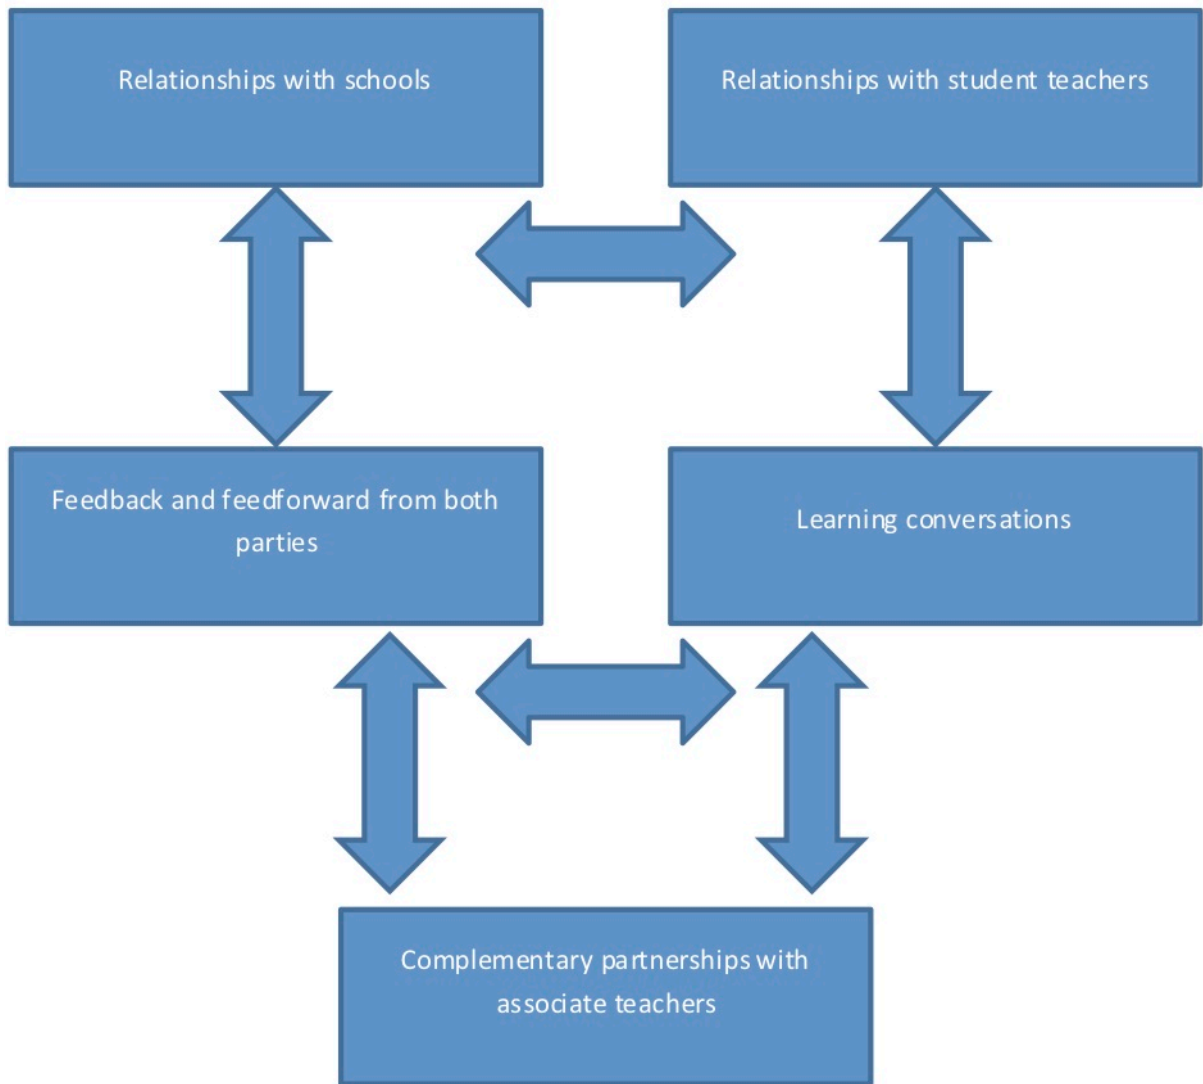 Relationships with schools
Relationships with student teachers
Feedback and feedforward from both
parties
Learning conversations
Complementary partnerships with
associate teachers